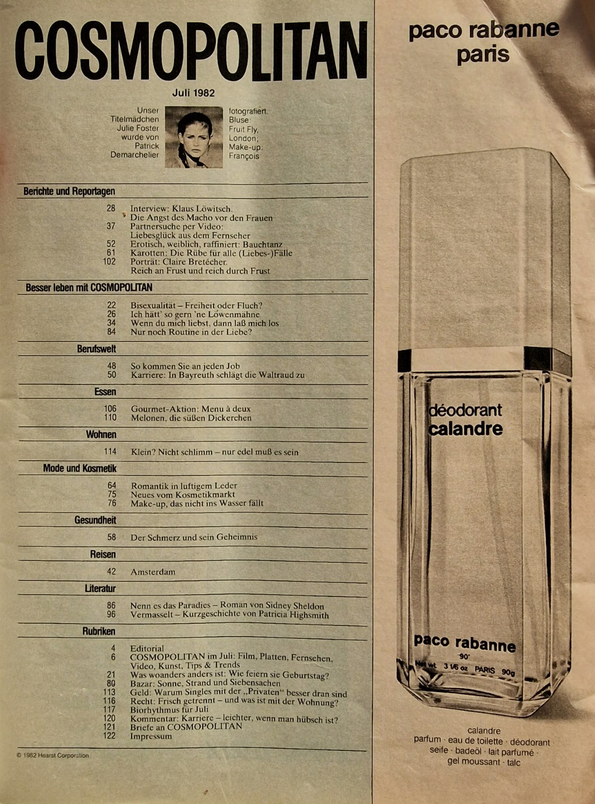 COSMOPOLITAN
Juli 1982
Unser
Titelmädchen
Julie Foster
wurde von
Patrick
Demarchelier
fotografiert.
Bluse:
Fruit Fly,
London;
Make-up:
François
Berichte und Reportagen
28 Interview: Klaus Löwitsch.
Die Angst des Macho vor den Frauen
37 Partnersuche per Video:
Liebesglück aus dem Fernseher
52 Erotisch, weiblich, raffiniert: Bauchtanz
61 Karotten: Die Rübe für alle (Liebes-)Fälle
102 Porträt: Claire Bretécher.
Reich an Frust und reich durch Frust
Besser leben mit COSMOPOLITAN
22 Bisexualität – Freiheit oder Fluch?
26 Ich hätt' so gern 'ne Löwenmähne
34 Wenn du mich liebst, dann laß mich los
84 Nur noch Routine in der Liebe?
Berufswelt
48 So kommen Sie an jeden Job
50 Karriere: In Bayreuth schlägt die Waltraud zu
Essen
106 Gourmet-Aktion: Menu à deux
110 Melonen, die süßen Dickerchen
Wohnen
114 Klein? Nicht schlimm – nur edel muß es sein
Mode und Kosmetik
64 Romantik in luftigem Leder
75 Neues vom Kosmetikmarkt
76 Make-up, das nicht ins Wasser fällt
Gesundheit
58 Der Schmerz und sein Geheimnis
Reisen
42 Amsterdam
Literatur
86 Nenn es das Paradies – Roman von Sidney Sheldon
96 Vermasselt – Kurzgeschichte von Patricia Highsmith
Rubriken
4 Editorial
6 COSMOPOLITAN im Juli: Film, Platten, Fernsehen,
Video, Kunst, Tips & Trends
21 Was woanders anders ist: Wie feiern sie Geburtstag?
80 Bazar: Sonne, Strand und Siebensachen
113 Geld: Warum Singles mit der „Privaten" besser dran sind
116 Recht: Frisch getrennt – und was ist mit der Wohnung?
117 Biorhythmus für Juli
120 Kommentar: Karriere – leichter, wenn man hübsch ist?
121 Briefe an COSMOPOLITAN
122 Impressum
© 1982 Hearst Corporation
paco rabanne
paris
déodorant
calandre
paco rabanne
90°
net wt. 3 1/6 oz PARIS 90g
calandre
parfum · eau de toilette · déodorant
seife · badeöl · lait parfumé ·
gel moussant · talc